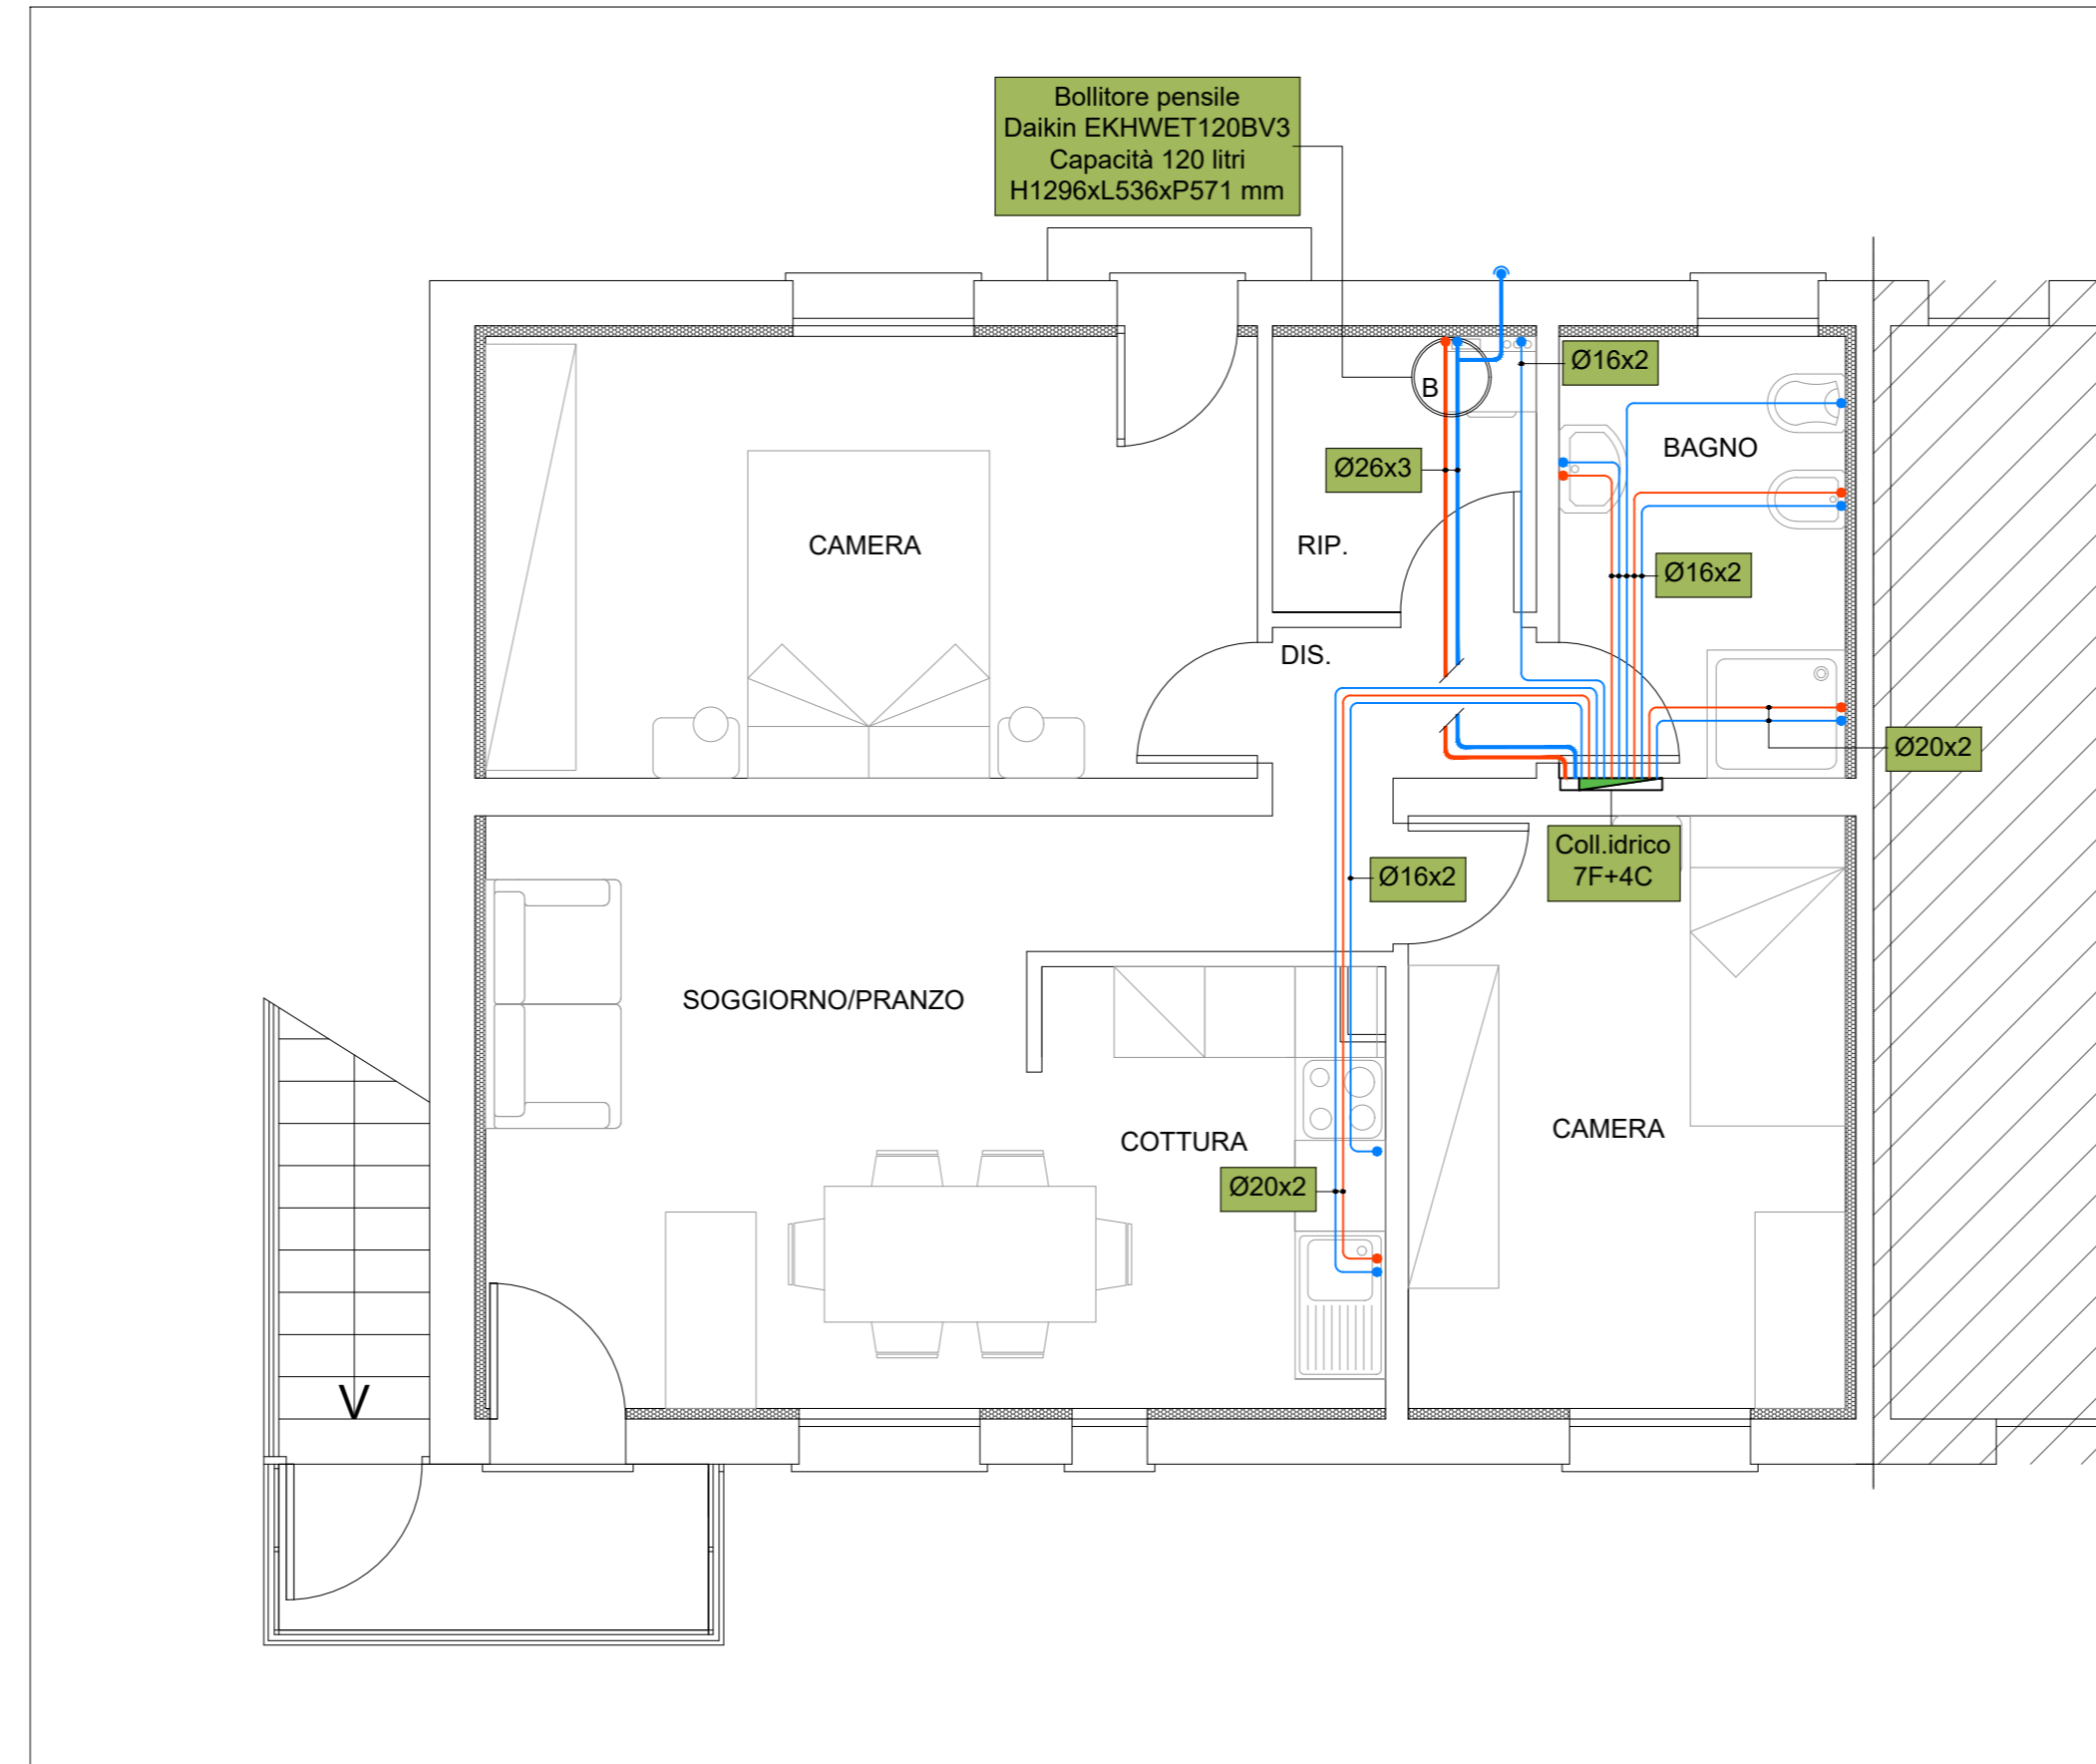 Bollitore pensile
Daikin EKHWET120BV3
Capacità 120 litri
H1296xL536xP571 mm
Ø16x2
B
BAGNO
Ø26x3
CAMERA
RIP.
Ø16x2
DIS.
Ø20x2
Coll.idrico
7F+4C
Ø16x2
SOGGIORNO/PRANZO
CAMERA
COTTURA
Ø20x2
V